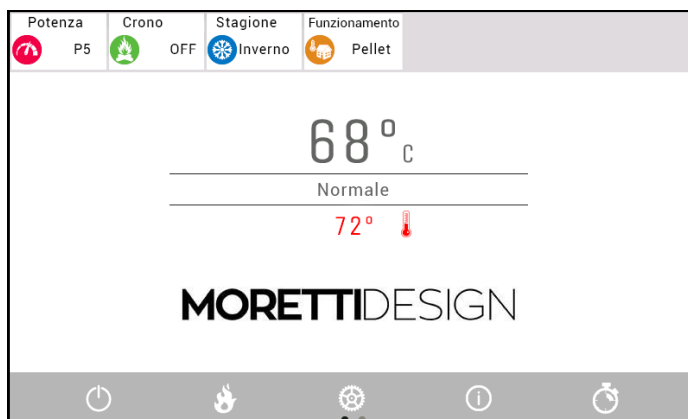 Potenza Crono Stagione Funzionamento
P5 OFF Inverno Pellet
68° C
Normale
72°
MORETTIDESIGN